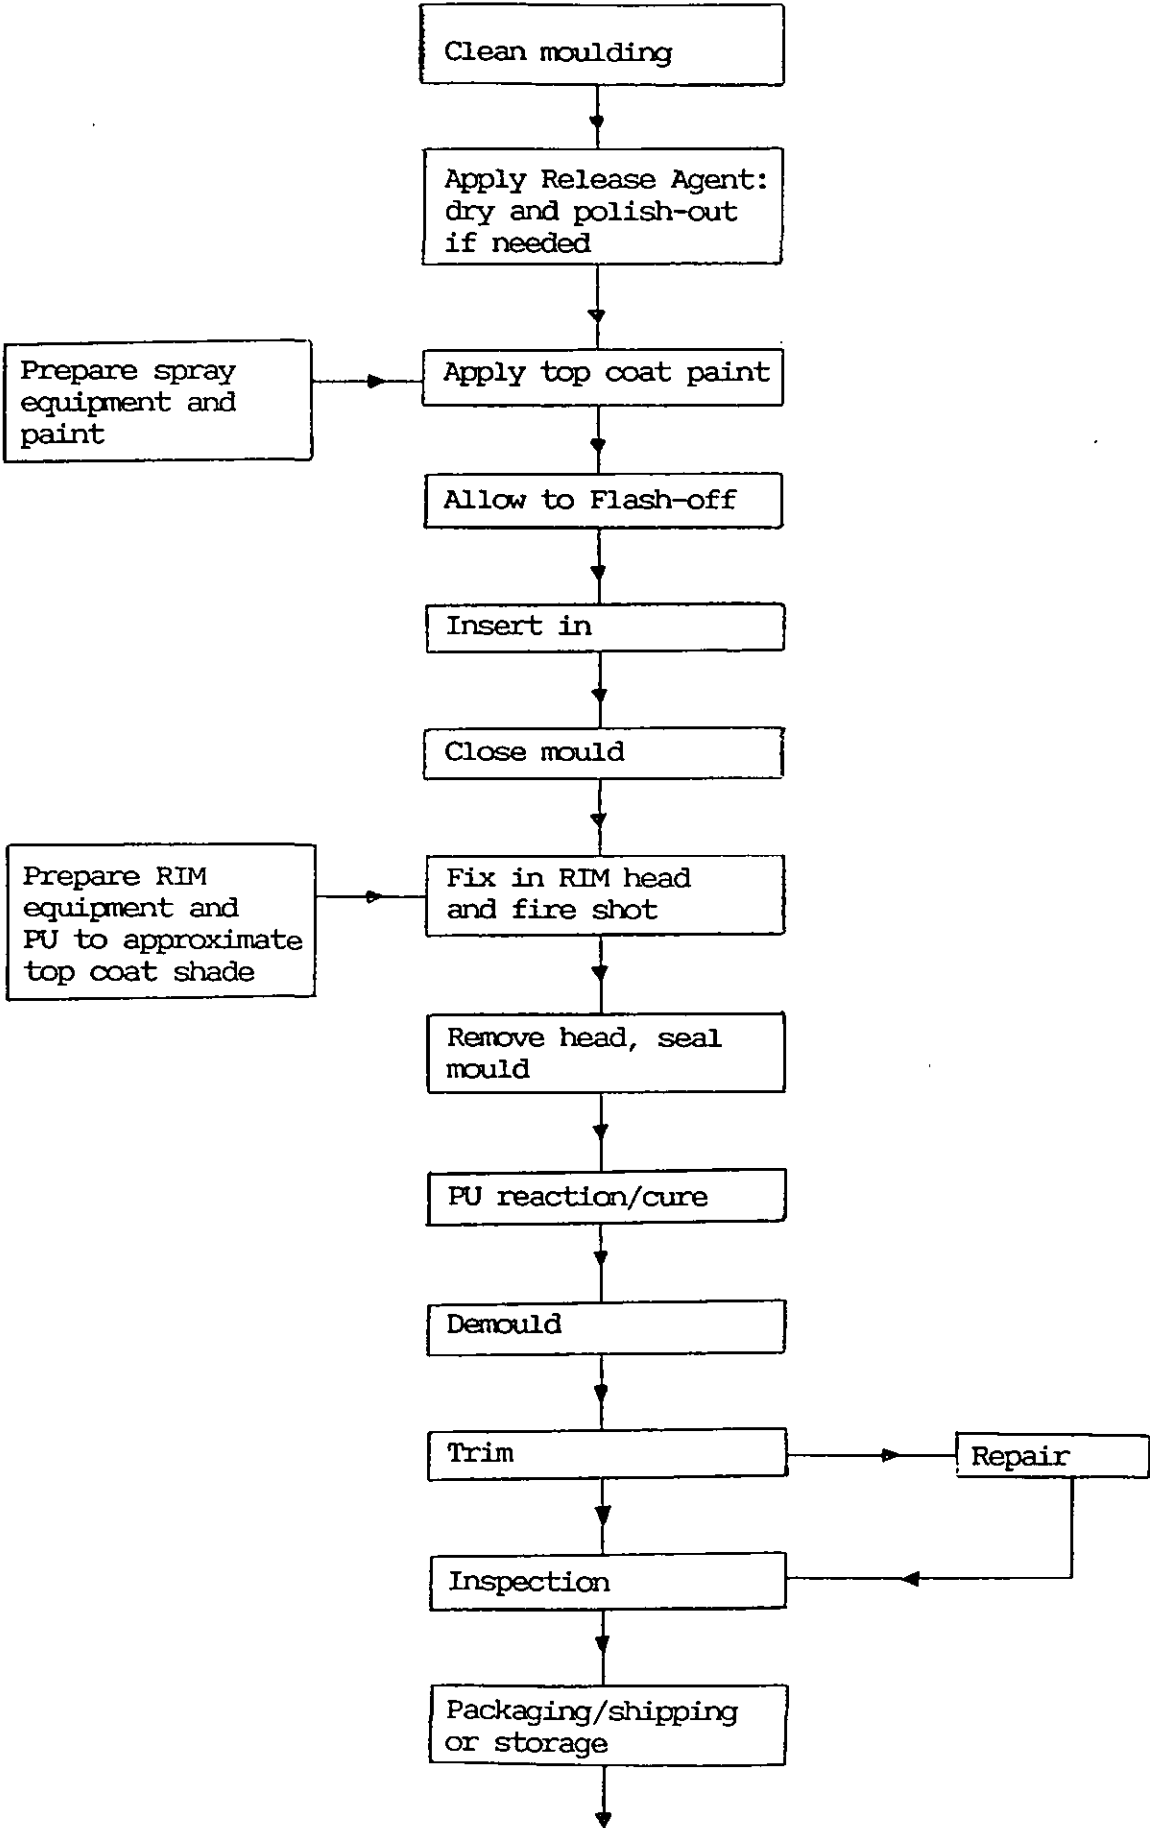 Clean moulding
Apply Release Agent:
dry and polish-out
if needed
Prepare spray
equipment and
paint
Apply top coat paint
Allow to Flash-off
Insert in
Close mould
Prepare RIM
equipment and
PU to approximate
top coat shade
Fix in RIM head
and fire shot
Remove head, seal
mould
PU reaction/cure
Demould
Trim
Repair
Inspection
Packaging/shipping
or storage